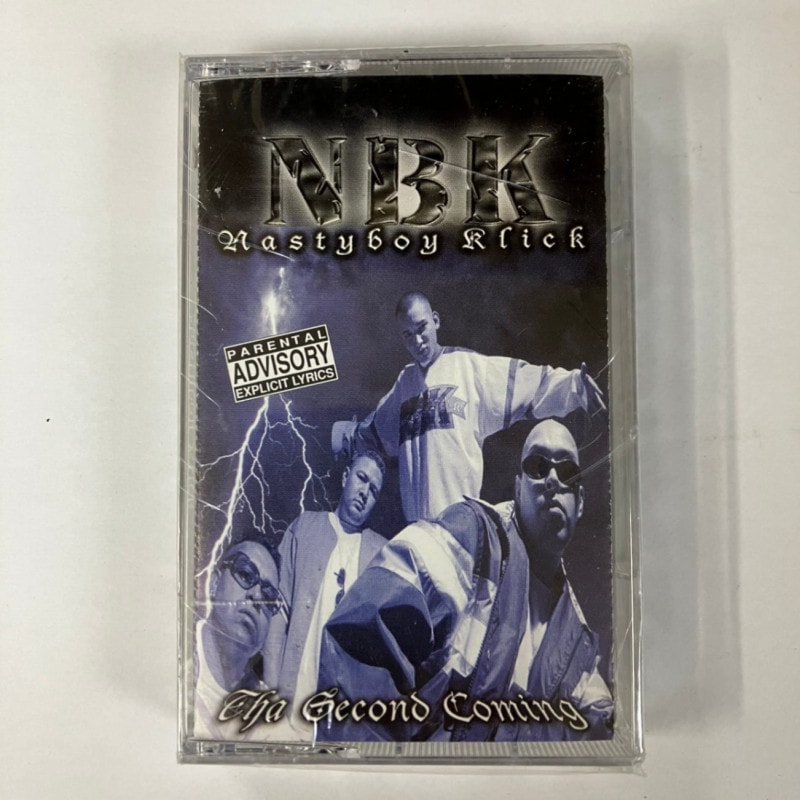 NBK
Nastyboy Klick
PARENTAL
ADVISORY
EXPLICIT LYRICS
Tha Second Coming